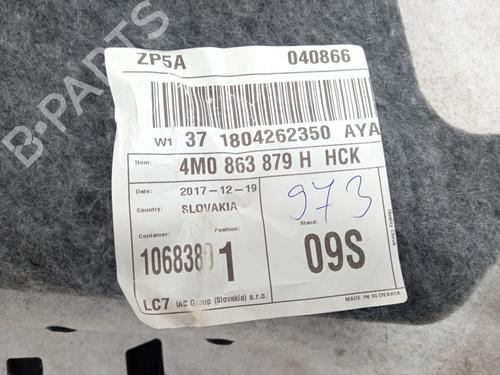 B-PARTS
ZP5A 040866
W1 37 1804262350 AYA
Item: 4M0 863 879 H HCK
Date: 2017-12-19
Country: SLOVAKIA
973
Stand:
09S
Container: Position:
1068380 1
LC7 IAC Group (Slovakia) s.r.o.
MADE IN SLOVAKIA